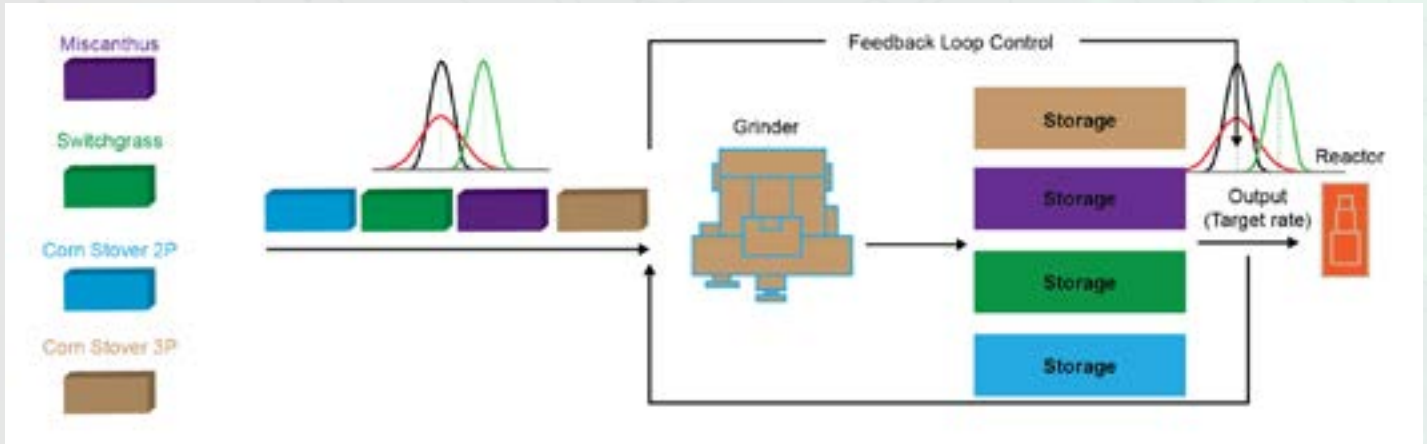 Miscanthus
Switchgrass
Corn Stover 2P
Corn Stover 3P
Feedback Loop Control
Grinder
Storage
Storage
Storage
Storage
Output
(Target rate)
Reactor